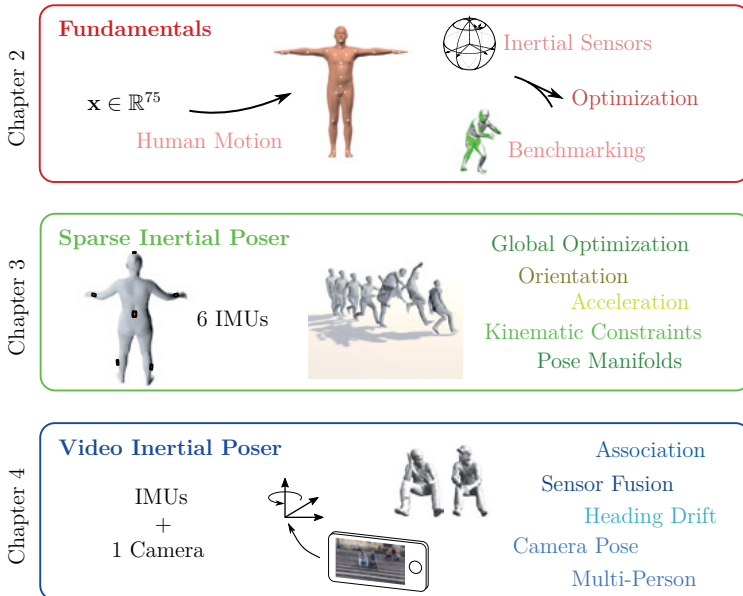 Chapter 2
Fundamentals
x ∈ ℝ⁷⁵
Human Motion
Inertial Sensors
Optimization
Benchmarking
Chapter 3
Sparse Inertial Poser
6 IMUs
Global Optimization
Orientation
Acceleration
Kinematic Constraints
Pose Manifolds
Chapter 4
Video Inertial Poser
IMUs
+
1 Camera
Association
Sensor Fusion
Heading Drift
Camera Pose
Multi-Person